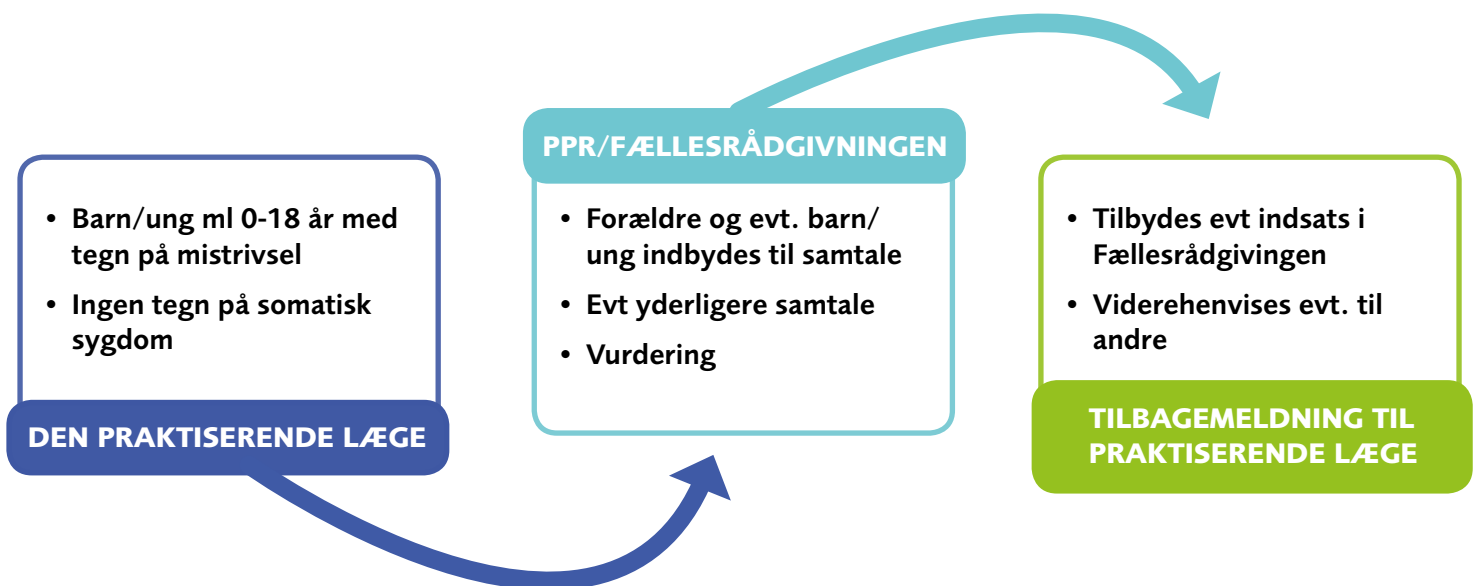 • Barn/ung ml 0-18 år med
tegn på mistrivsel
• Ingen tegn på somatisk
sygdom
DEN PRAKTISERENDE LÆGE
PPR/FÆLLESRÅDGIVNINGEN
• Forældre og evt. barn/
ung indbydes til samtale
• Evt yderligere samtale
• Vurdering
• Tilbydes evt indsats i
Fællesrådgivingen
• Viderehenvises evt. til
andre
TILBAGEMELDNING TIL
PRAKTISERENDE LÆGE